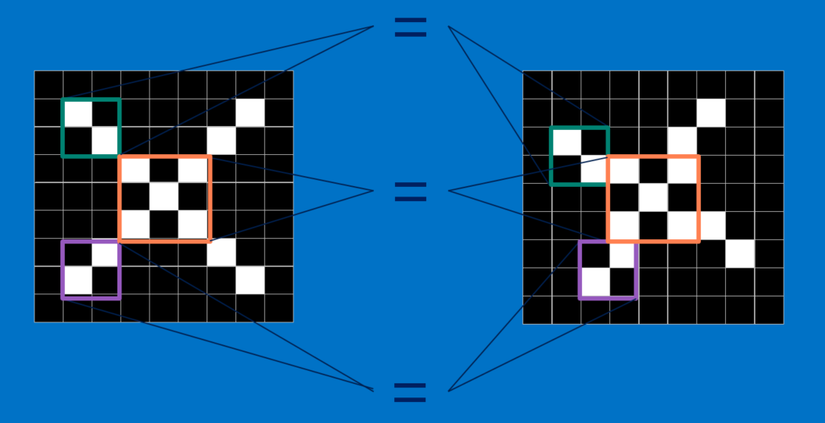 =
=
=